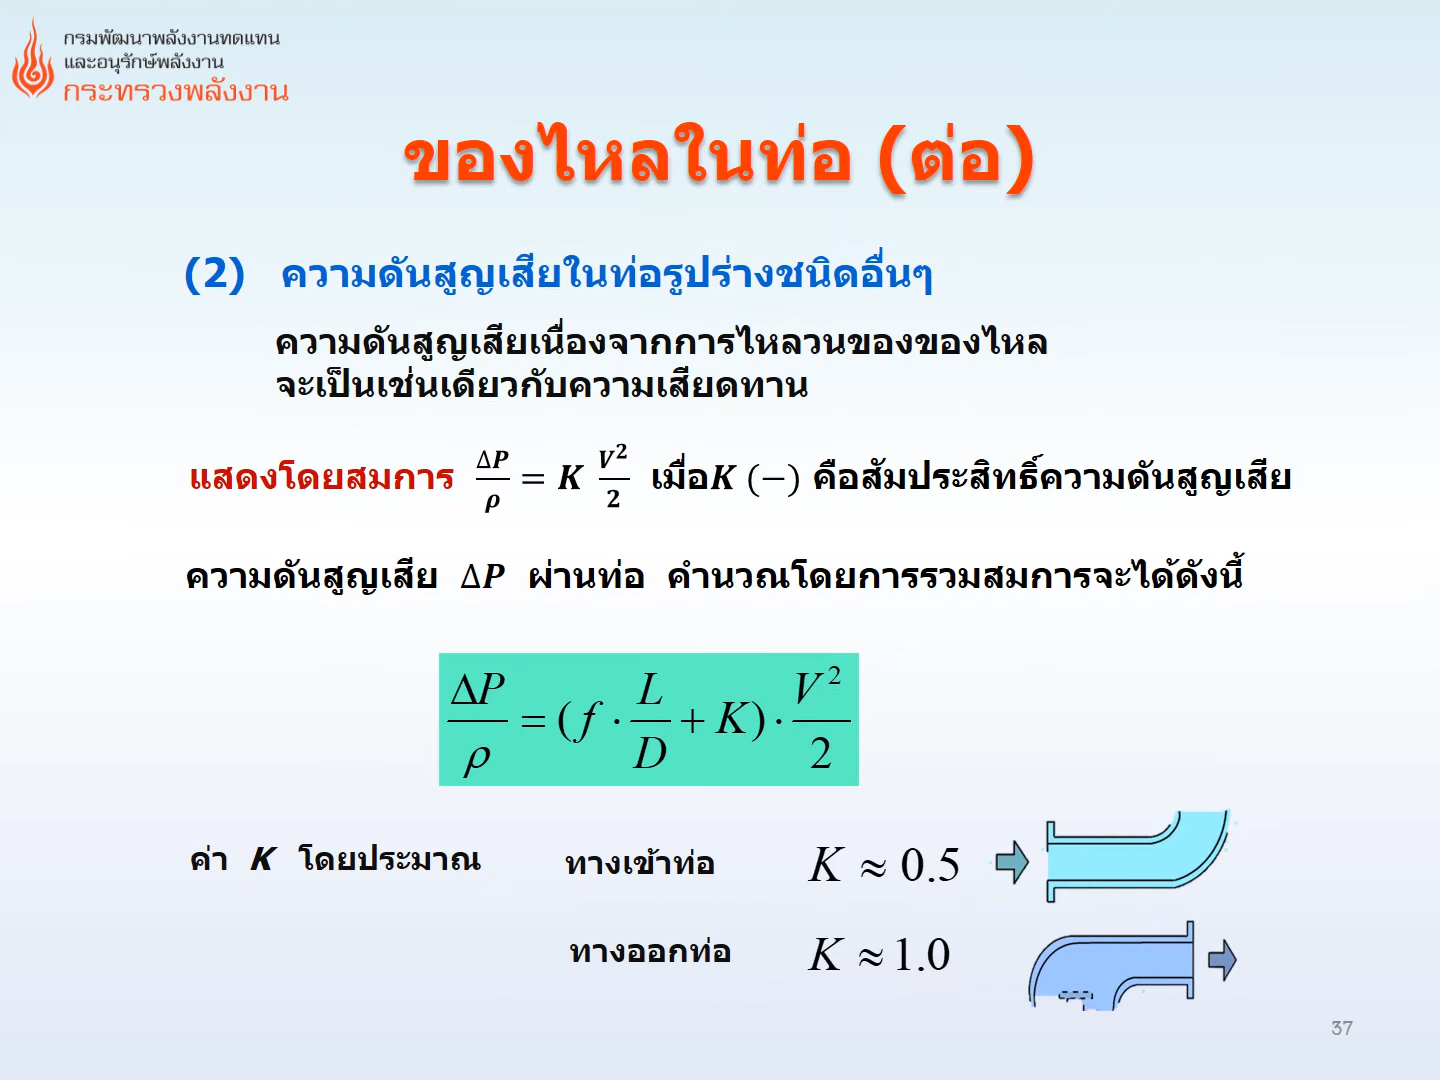 กรมพัฒนาพลังงานทดแทน
และอนุรักษ์พลังงาน
กระทรวงพลังงาน
ของไหลในท่อ (ต่อ)
(2) ความดันสูญเสียในท่อรูปร่างชนิดอื่นๆ
ความดันสูญเสียเนื่องจากการไหลวนของของไหล
จะเป็นเช่นเดียวกับความเสียดทาน
แสดงโดยสมการ ΔP/ρ = K V²/2 เมื่อK (−) คือสัมประสิทธิ์ความดันสูญเสีย
ความดันสูญเสีย ΔP ผ่านท่อ คำนวณโดยการรวมสมการจะได้ดังนี้
ΔP/ρ = (f · L/D + K) · V²/2
ค่า K โดยประมาณ ทางเข้าท่อ K ≈ 0.5
ทางออกท่อ K ≈ 1.0
37